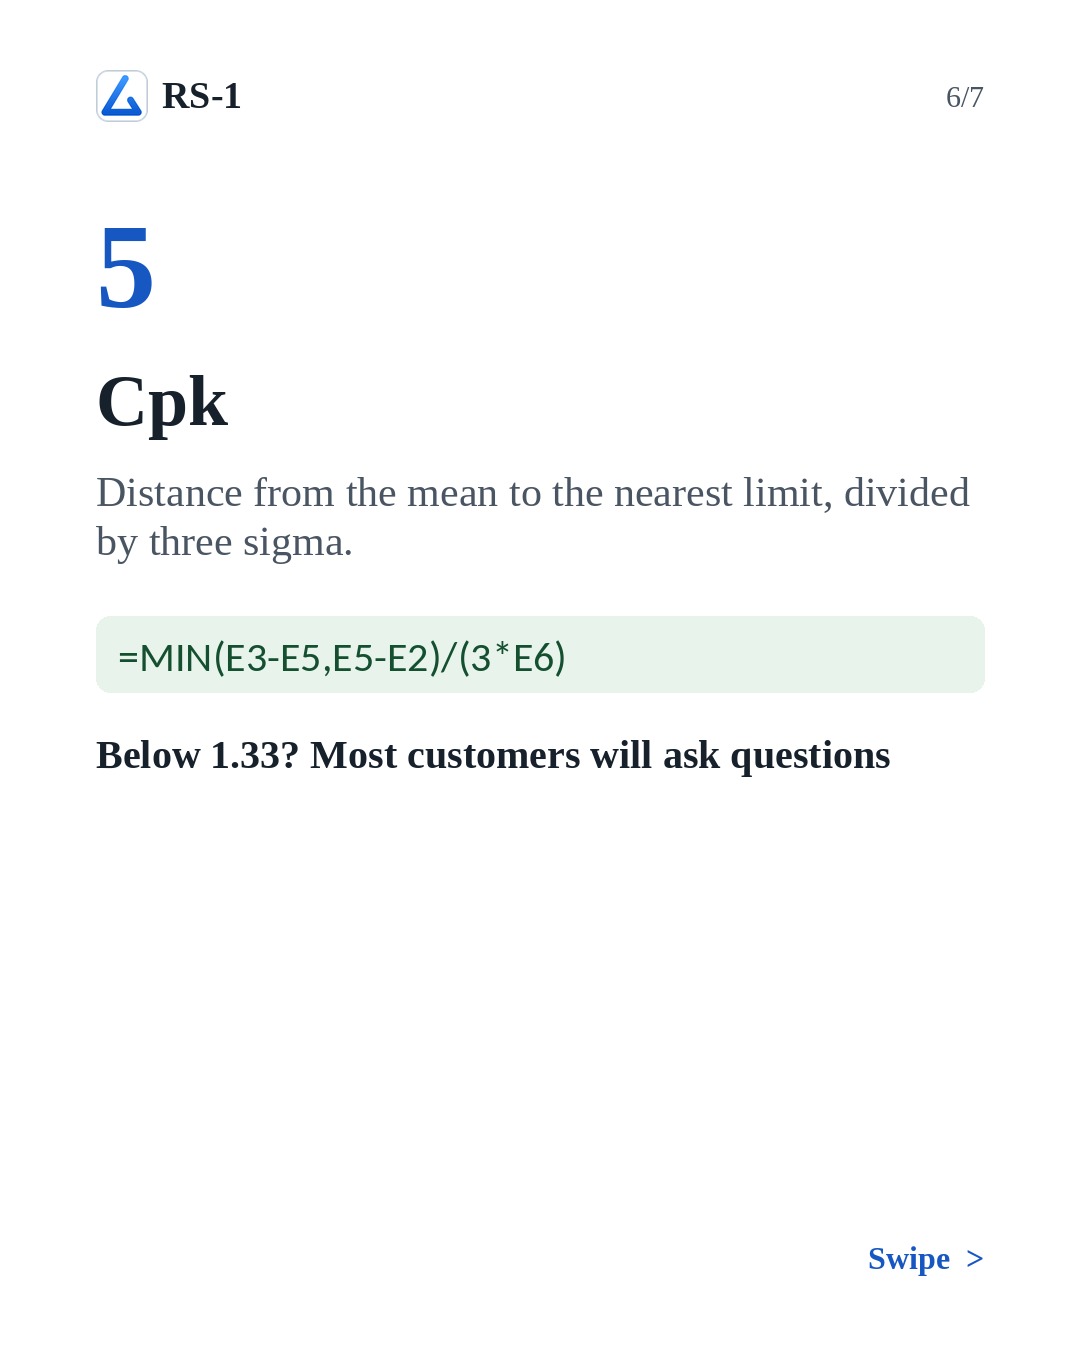 RS-1
6/7
5
Cpk
Distance from the mean to the nearest limit, divided
by three sigma.
=MIN(E3-E5,E5-E2)/(3*E6)
Below 1.33? Most customers will ask questions
Swipe >